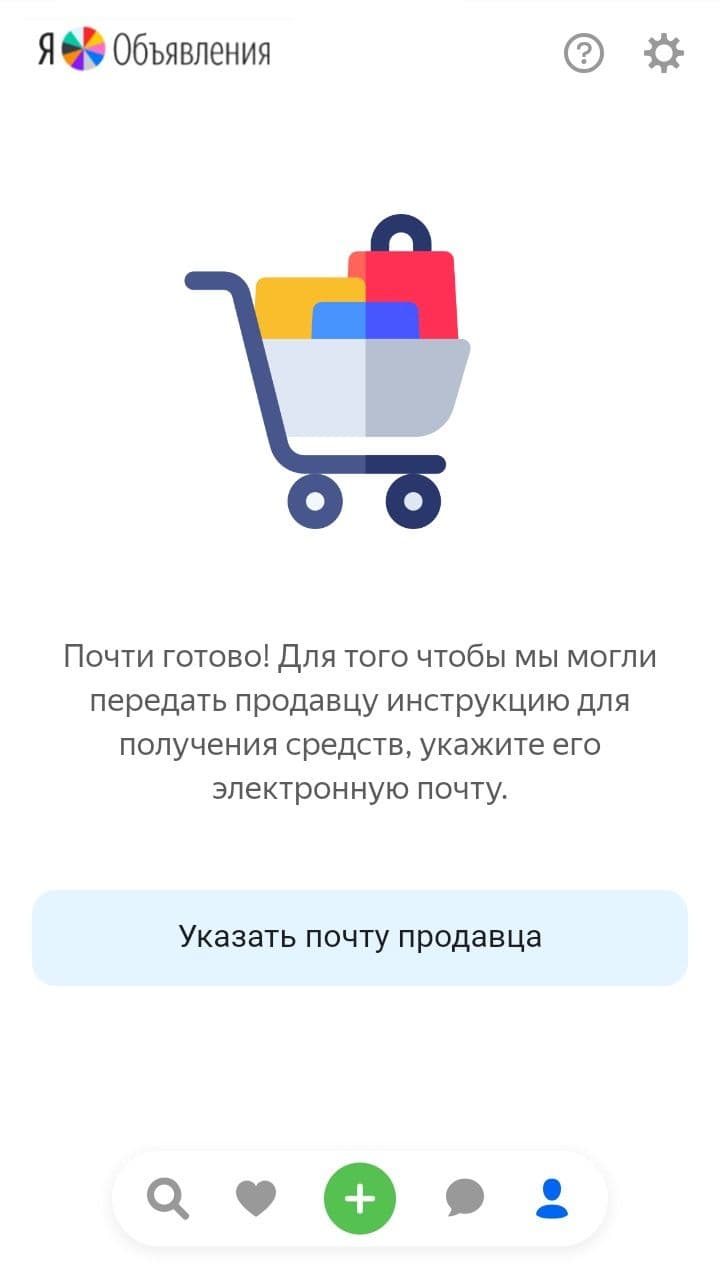 Я Объявления
Почти готово! Для того чтобы мы могли
передать продавцу инструкцию для
получения средств, укажите его
электронную почту.
Указать почту продавца